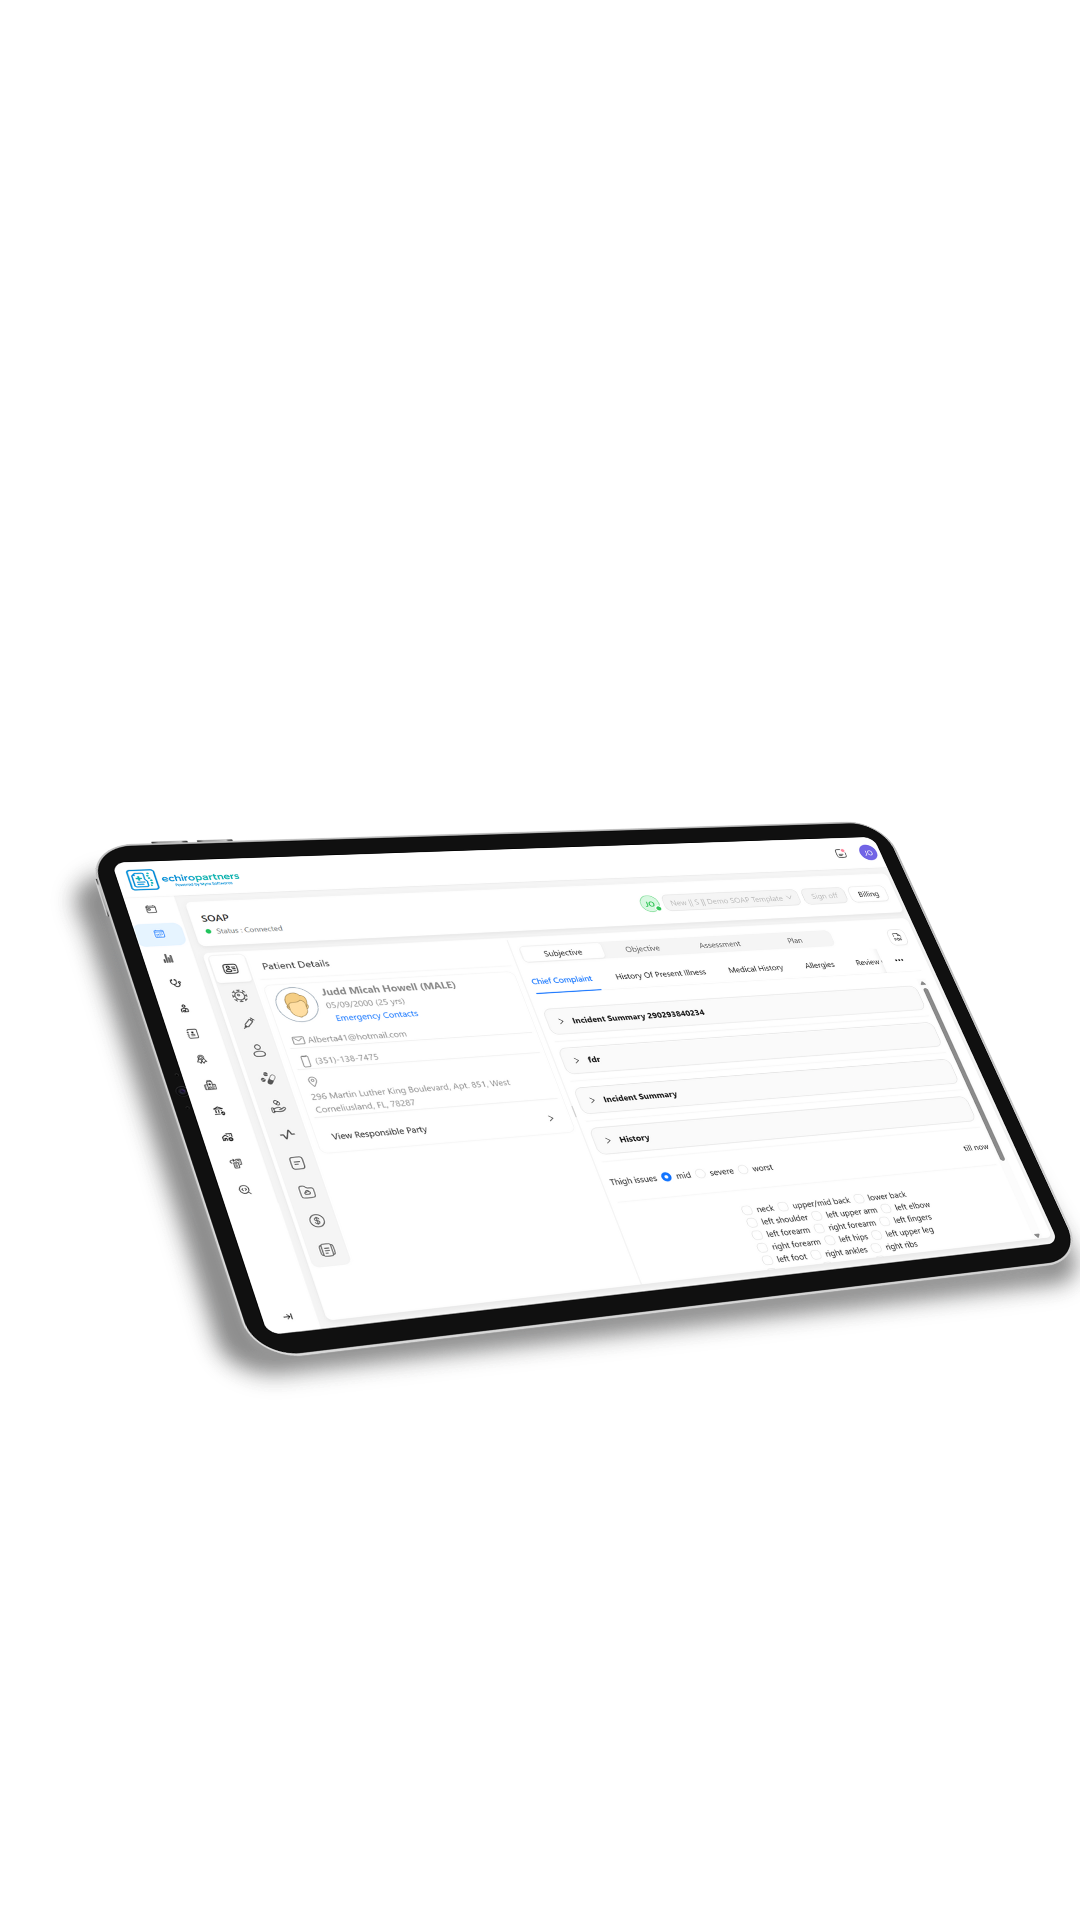 echiropartners
Powered by Myra Softwares
JO
SOAP
Status : Connected
JO
New || S || Demo SOAP Template
Sign off
Billing
Patient Details
Judd Micah Howell (MALE)
05/09/2000 (25 yrs)
Emergency Contacts
Alberta41@hotmail.com
(351)-138-7475
296 Martin Luther King Boulevard, Apt. 851, West
Corneliusland, FL, 78287
View Responsible Party
Subjective
Objective
Assessment
Plan
Chief Complaint
History Of Present Illness
Medical History
Allergies
Review
Incident Summary 290293840234
fdr
Incident Summary
History
Thigh issues mid severe worst
till now
neck upper/mid back lower back
left shoulder left upper arm left elbow
left forearm right forearm left fingers
right forearm left hips left upper leg
left foot right ankles right ribs